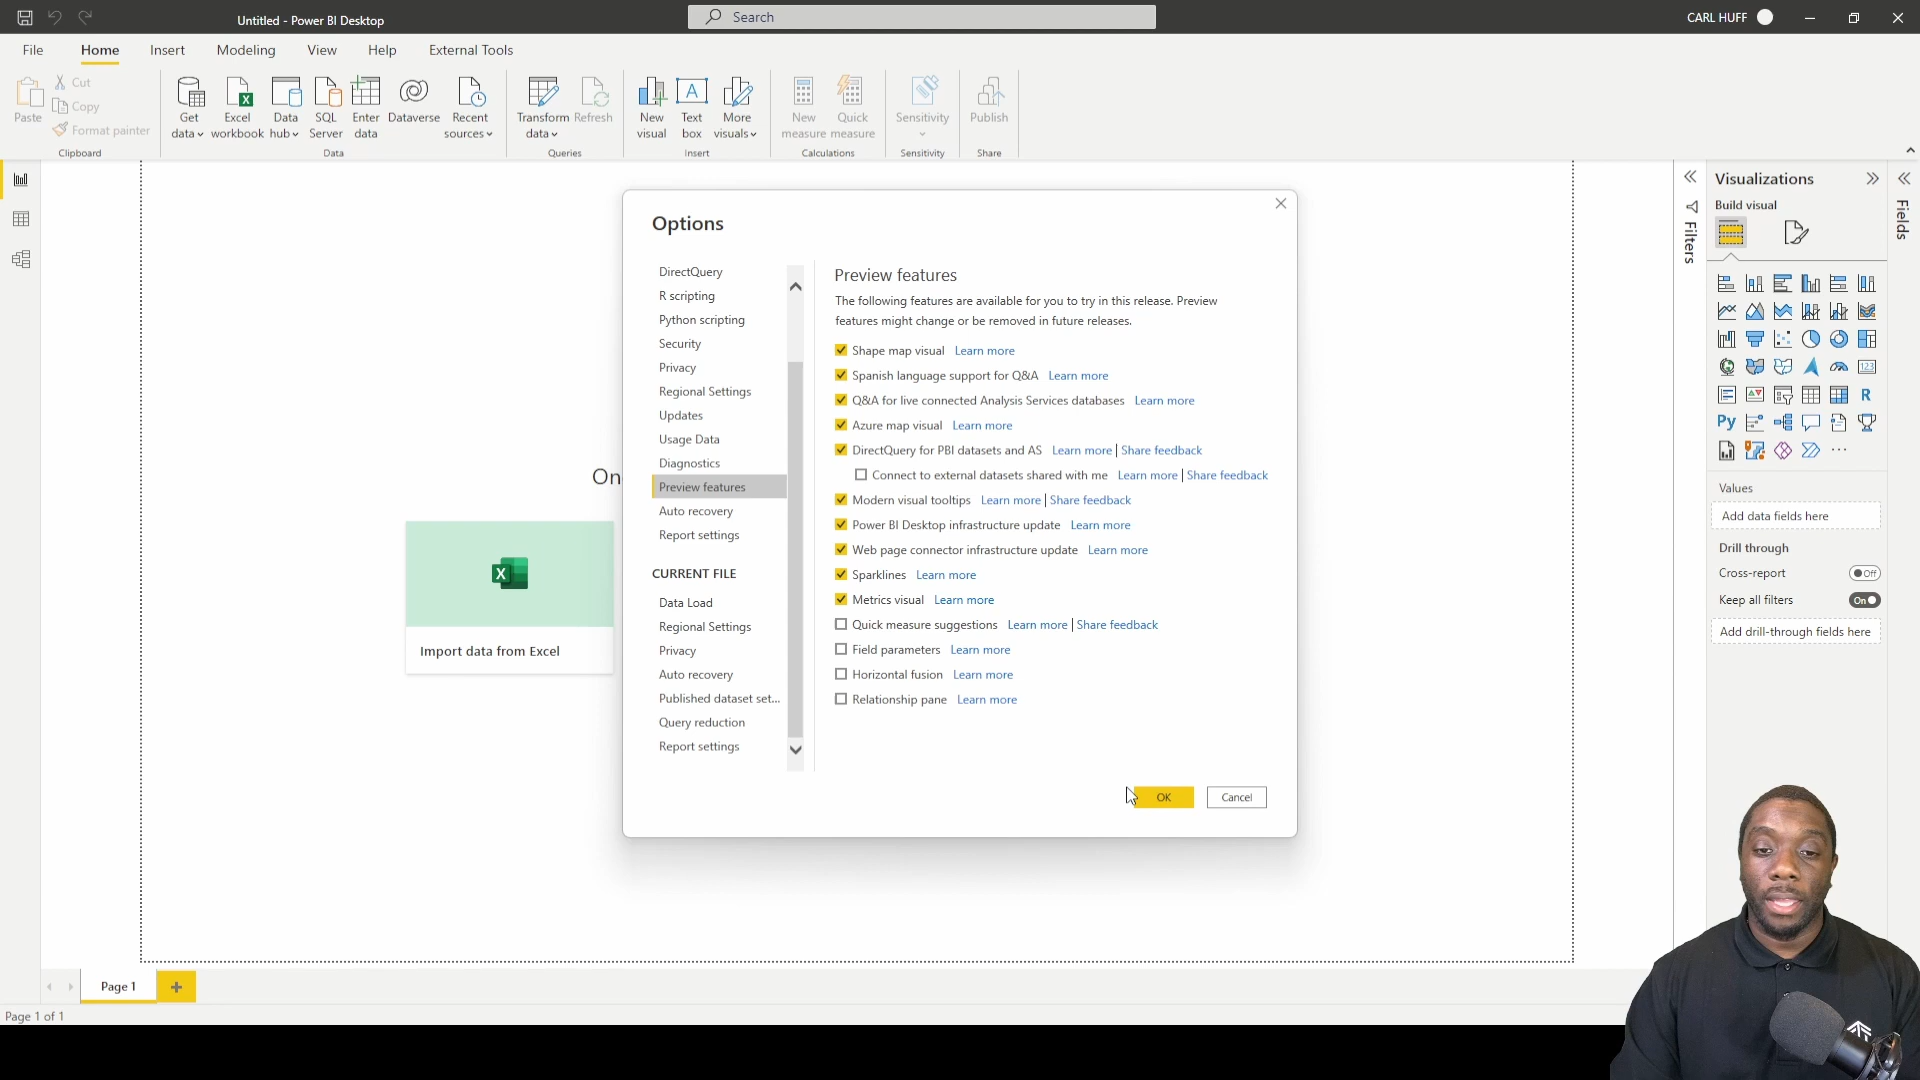 Untitled - Power BI Desktop
Search
CARL HUFF
File Home Insert Modeling View Help External Tools
Paste
Cut
Copy
Format painter
Clipboard
Get data
Excel workbook
Data hub
SQL Server
Enter data
Dataverse
Recent sources
Data
Transform data
Refresh
Queries
New visual
A
Text box
More visuals
Insert
New measure
Quick measure
Calculations
Sensitivity
Sensitivity
Publish
Share
On
X
Import data from Excel
Options
DirectQuery
R scripting
Python scripting
Security
Privacy
Regional Settings
Updates
Usage Data
Diagnostics
Preview features
Auto recovery
Report settings
CURRENT FILE
Data Load
Regional Settings
Privacy
Auto recovery
Published dataset set...
Query reduction
Report settings
Preview features
The following features are available for you to try in this release. Preview
features might change or be removed in future releases.
Shape map visual Learn more
Spanish language support for Q&A Learn more
Q&A for live connected Analysis Services databases Learn more
Azure map visual Learn more
DirectQuery for PBI datasets and AS Learn more | Share feedback
Connect to external datasets shared with me Learn more | Share feedback
Modern visual tooltips Learn more | Share feedback
Power BI Desktop infrastructure update Learn more
Web page connector infrastructure update Learn more
Sparklines Learn more
Metrics visual Learn more
Quick measure suggestions Learn more | Share feedback
Field parameters Learn more
Horizontal fusion Learn more
Relationship pane Learn more
OK
Cancel
Filters
Visualizations
Build visual
123
R
Py
Values
Add data fields here
Drill through
Cross-report Off
Keep all filters On
Add drill-through fields here
Fields
Page 1
Page 1 of 1